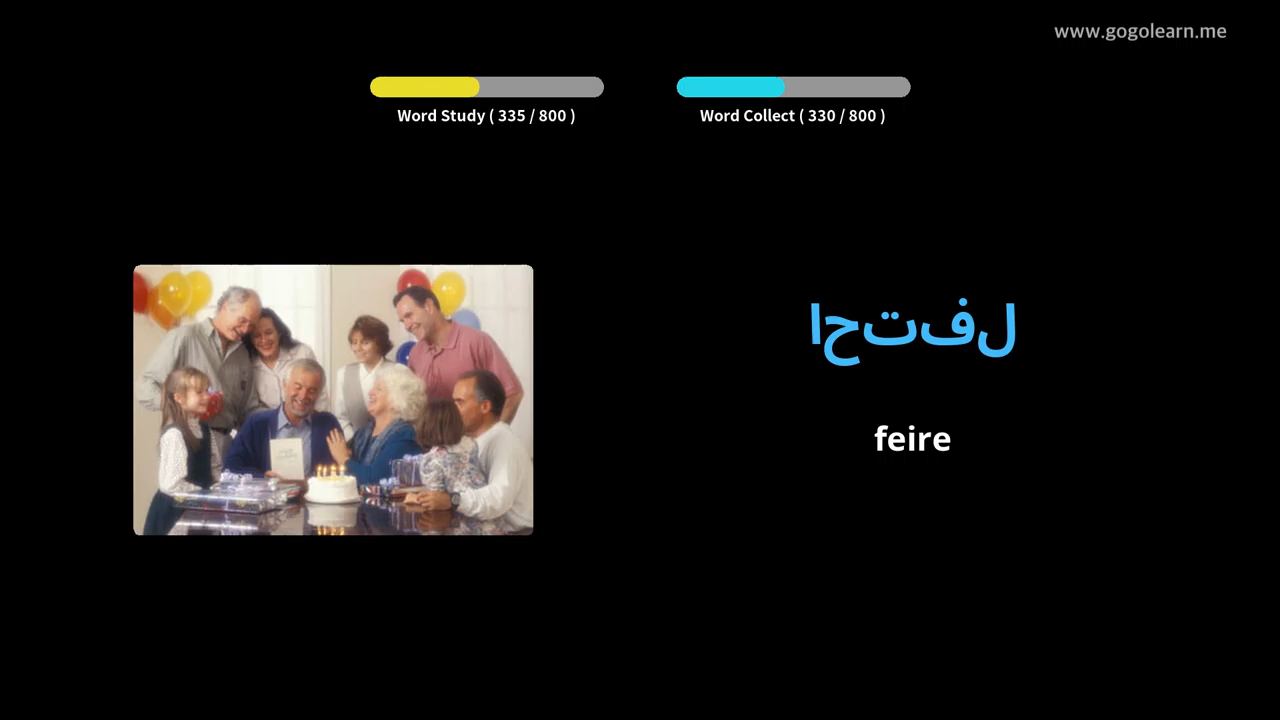 www.gogolearn.me
Word Study ( 335 / 800 )
Word Collect ( 330 / 800 )
احتفل
feire